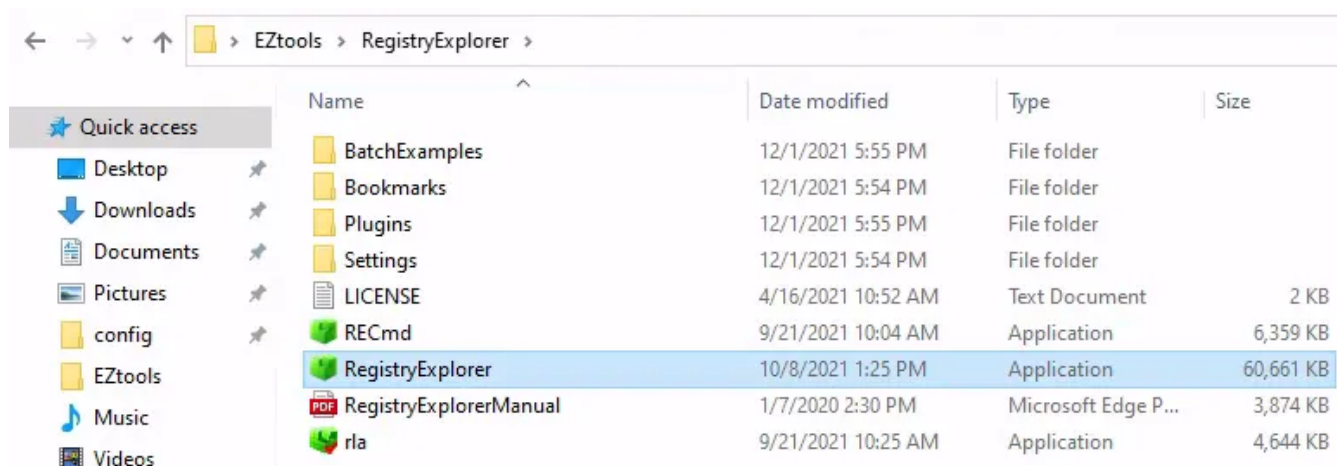 EZtools > RegistryExplorer >
Name Date modified Type Size
Quick access
Desktop
Downloads
Documents
Pictures
config
EZtools
Music
Videos
BatchExamples 12/1/2021 5:55 PM File folder
Bookmarks 12/1/2021 5:54 PM File folder
Plugins 12/1/2021 5:55 PM File folder
Settings 12/1/2021 5:54 PM File folder
LICENSE 4/16/2021 10:52 AM Text Document 2 KB
RECmd 9/21/2021 10:04 AM Application 6,359 KB
RegistryExplorer 10/8/2021 1:25 PM Application 60,661 KB
PDF RegistryExplorerManual 1/7/2020 2:30 PM Microsoft Edge P... 3,874 KB
rla 9/21/2021 10:25 AM Application 4,644 KB